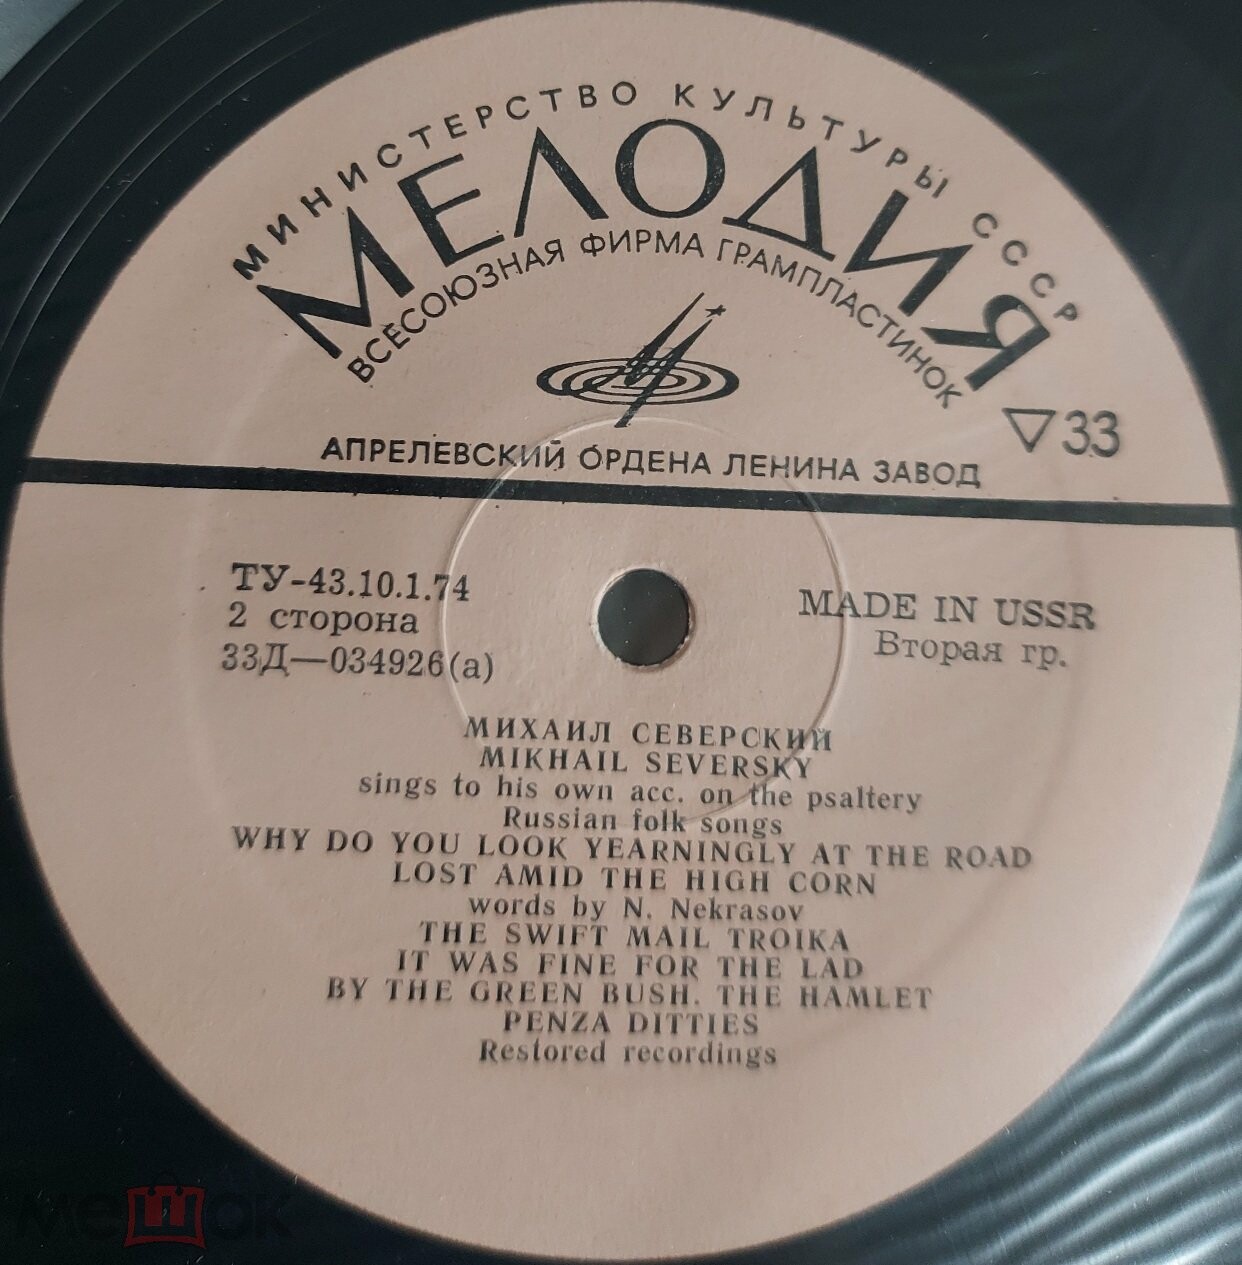 МИНИСТЕРСТВО КУЛЬТУРЫ СССР
МЕЛОДИЯ
ВСЕСОЮЗНАЯ ФИРМА ГРАМПЛАСТИНОК
▽33
АПРЕЛЕВСКИЙ ОРДЕНА ЛЕНИНА ЗАВОД
ТУ-43.10.1.74
2 сторона
33Д—034926(а)
MADE IN USSR
Вторая гр.
МИХАИЛ СЕВЕРСКИЙ
MIKHAIL SEVERSKY
sings to his own acc. on the psaltery
Russian folk songs
WHY DO YOU LOOK YEARNINGLY AT THE ROAD
LOST AMID THE HIGH CORN
words by N. Nekrasov
THE SWIFT MAIL TROIKA
IT WAS FINE FOR THE LAD
BY THE GREEN BUSH. THE HAMLET
PENZA DITTIES
Restored recordings
мешок